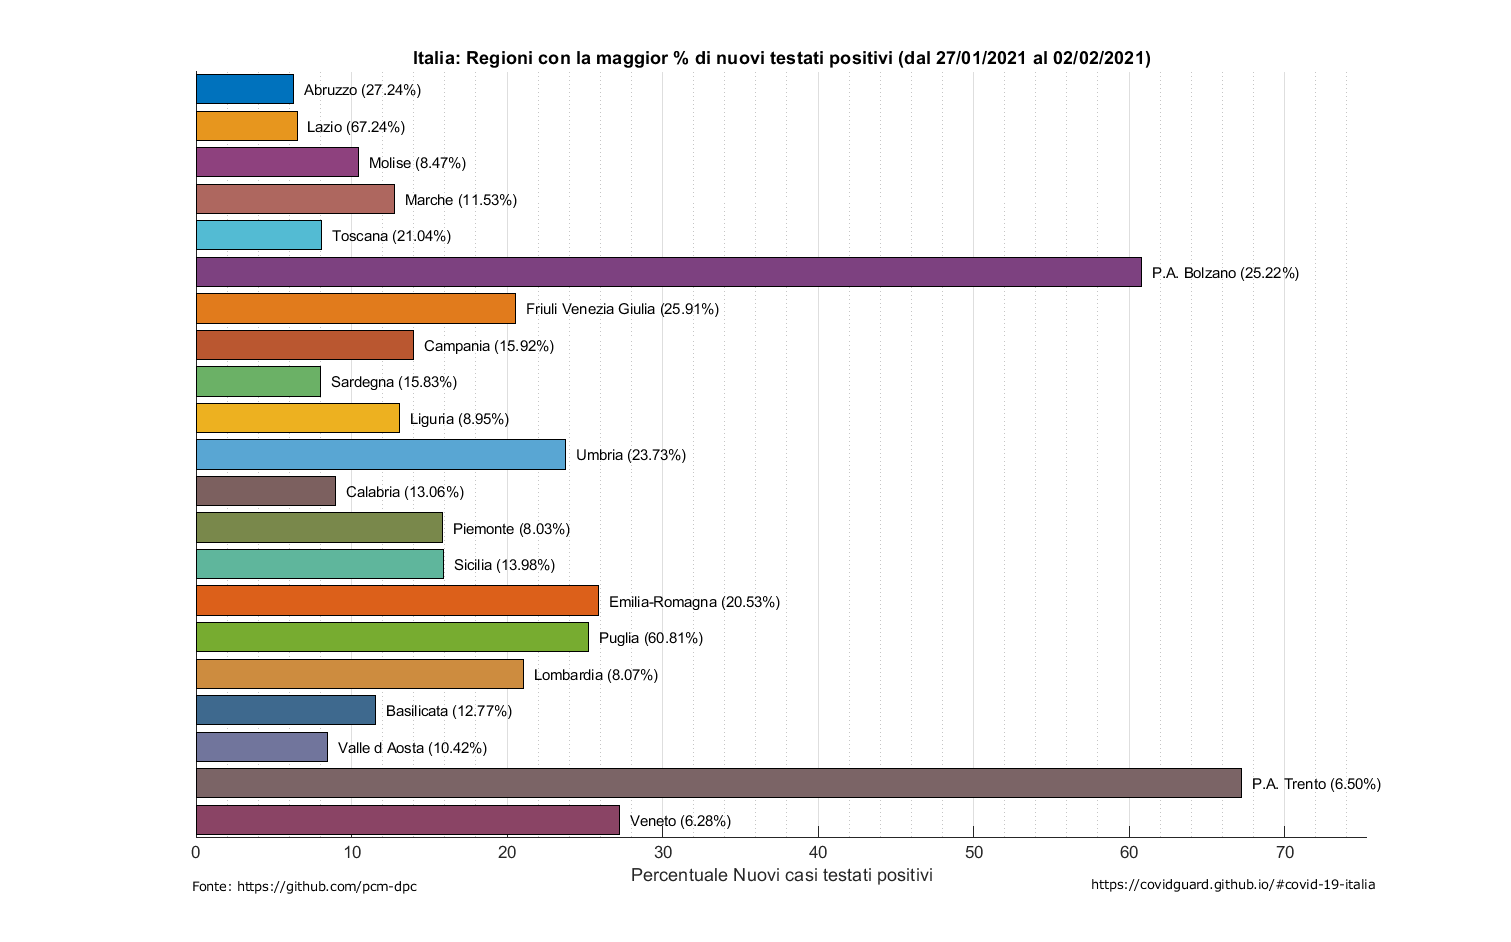 Italia: Regioni con la maggior % di nuovi testati positivi (dal 27/01/2021 al 02/02/2021)
Abruzzo (27.24%)
Lazio (67.24%)
Molise (8.47%)
Marche (11.53%)
Toscana (21.04%)
P.A. Bolzano (25.22%)
Friuli Venezia Giulia (25.91%)
Campania (15.92%)
Sardegna (15.83%)
Liguria (8.95%)
Umbria (23.73%)
Calabria (13.06%)
Piemonte (8.03%)
Sicilia (13.98%)
Emilia-Romagna (20.53%)
Puglia (60.81%)
Lombardia (8.07%)
Basilicata (12.77%)
Valle d Aosta (10.42%)
P.A. Trento (6.50%)
Veneto (6.28%)
0 10 20 30 40 50 60 70
Percentuale Nuovi casi testati positivi
Fonte: https://github.com/pcm-dpc
https://covidguard.github.io/#covid-19-italia